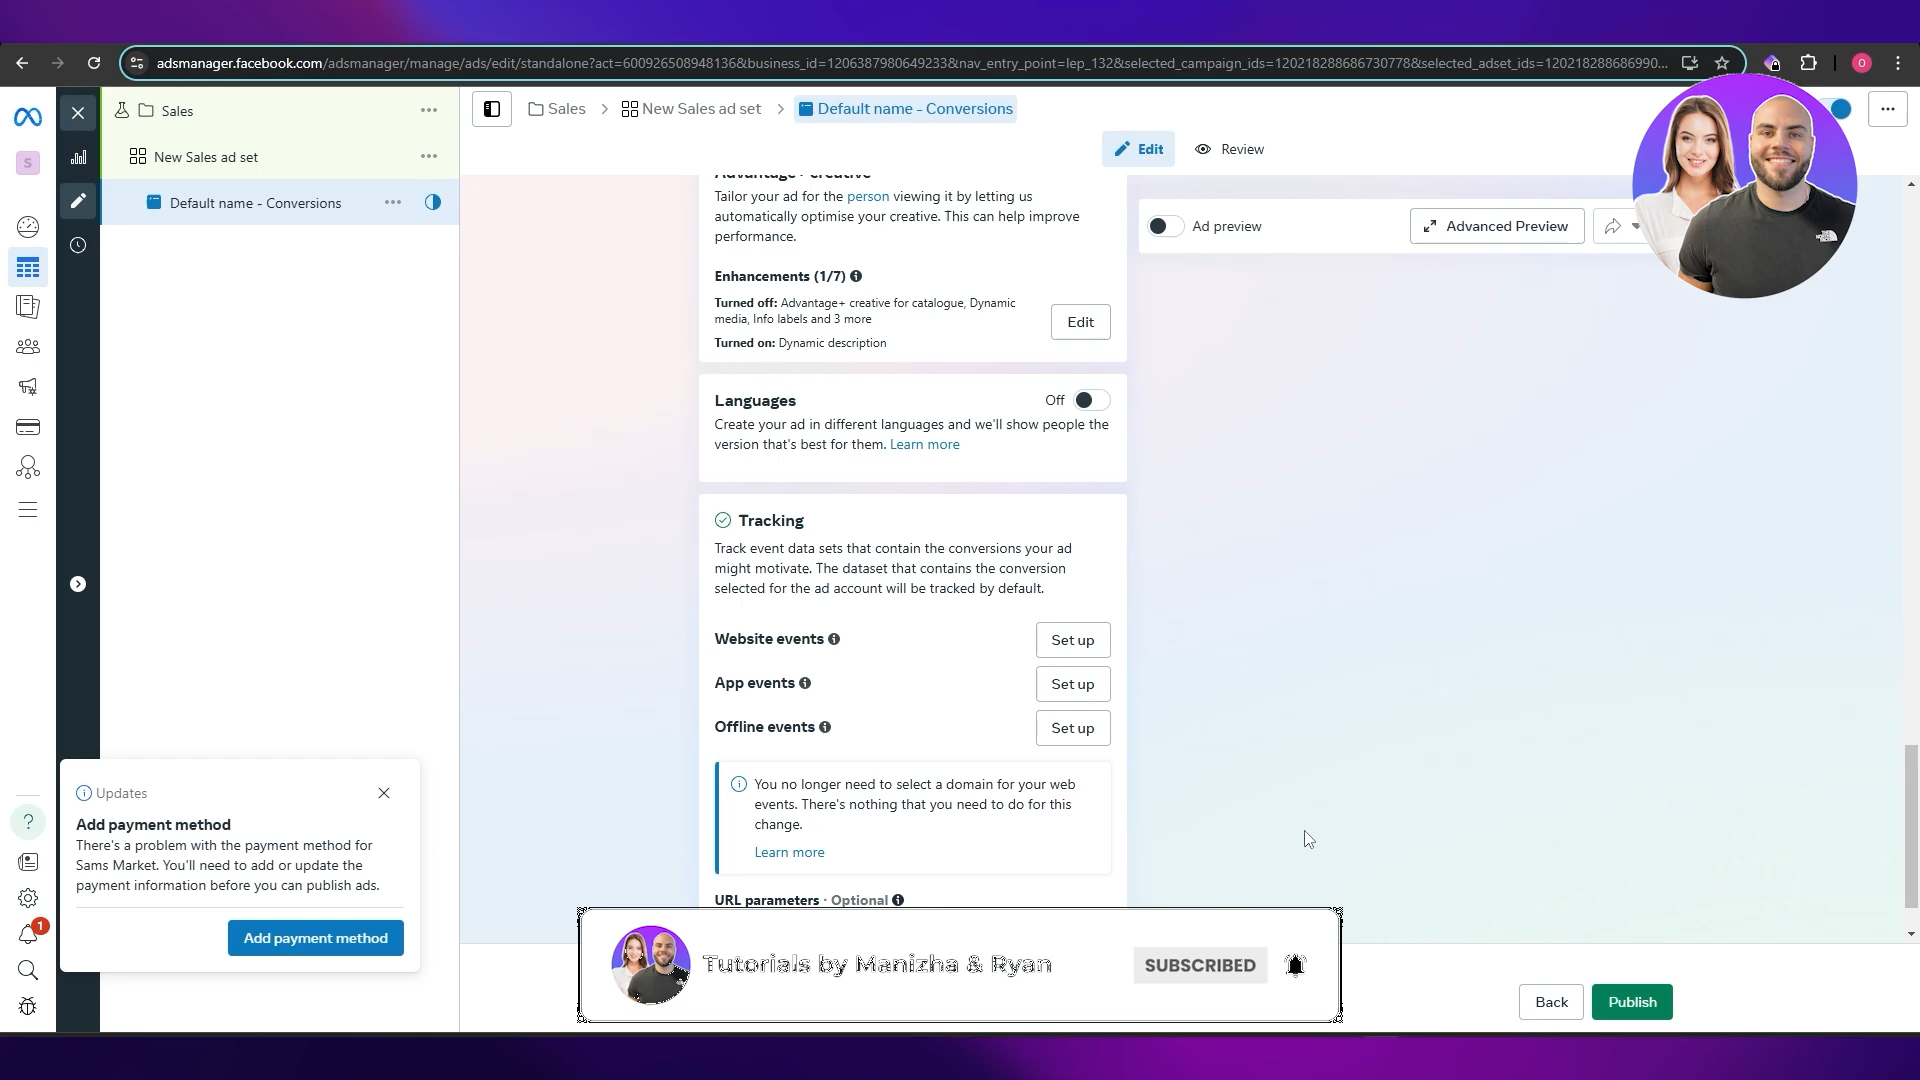 adsmanager.facebook.com/adsmanager/manage/ads/edit/standalone?act=600926508948136&business_id=1206387980649233&nav_entry_point=lep_132&selected_campaign_ids=120218288686730778&selected_adset_ids=120218288686990...
O
Sales
New Sales ad set
Default name - Conversions
S
Sales
New Sales ad set
Default name - Conversions
Edit
Review
Advantage+ creative
Tailor your ad for the person viewing it by letting us
automatically optimise your creative. This can help improve
performance.
Enhancements (1/7)
Turned off: Advantage+ creative for catalogue, Dynamic
media, Info labels and 3 more
Turned on: Dynamic description
Edit
Ad preview
Advanced Preview
Languages
Off
Create your ad in different languages and we'll show people the
version that's best for them. Learn more
Tracking
Track event data sets that contain the conversions your ad
might motivate. The dataset that contains the conversion
selected for the ad account will be tracked by default.
Website events
Set up
App events
Set up
Offline events
Set up
You no longer need to select a domain for your web
events. There's nothing that you need to do for this
change.
Learn more
URL parameters · Optional
Updates
Add payment method
There's a problem with the payment method for
Sams Market. You'll need to add or update the
payment information before you can publish ads.
Add payment method
1
Tutorials by Manizha & Ryan
SUBSCRIBED
Back
Publish